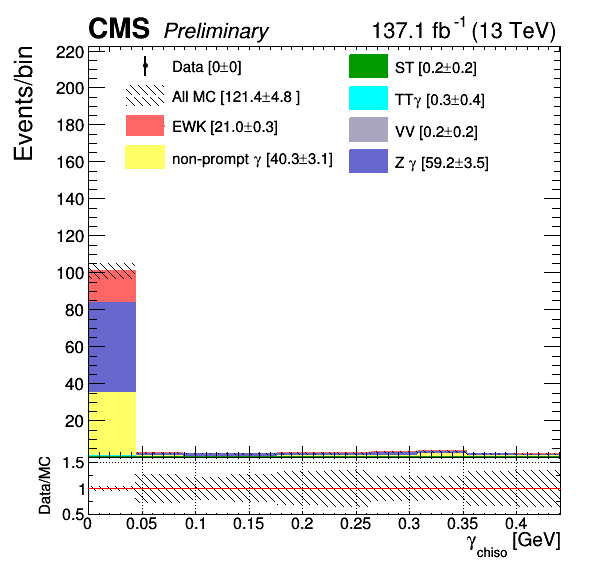 CMS Preliminary 137.1 fb⁻¹ (13 TeV)
Events/bin
220
200
180
160
140
120
100
80
60
40
20
Data [0±0]
All MC [121.4±4.8 ]
EWK [21.0±0.3]
non-prompt γ [40.3±3.1]
ST [0.2±0.2]
TTγ [0.3±0.4]
VV [0.2±0.2]
Z γ [59.2±3.5]
Data/MC
1.5
1
0.5
0 0.05 0.1 0.15 0.2 0.25 0.3 0.35 0.4
γchiso [GeV]